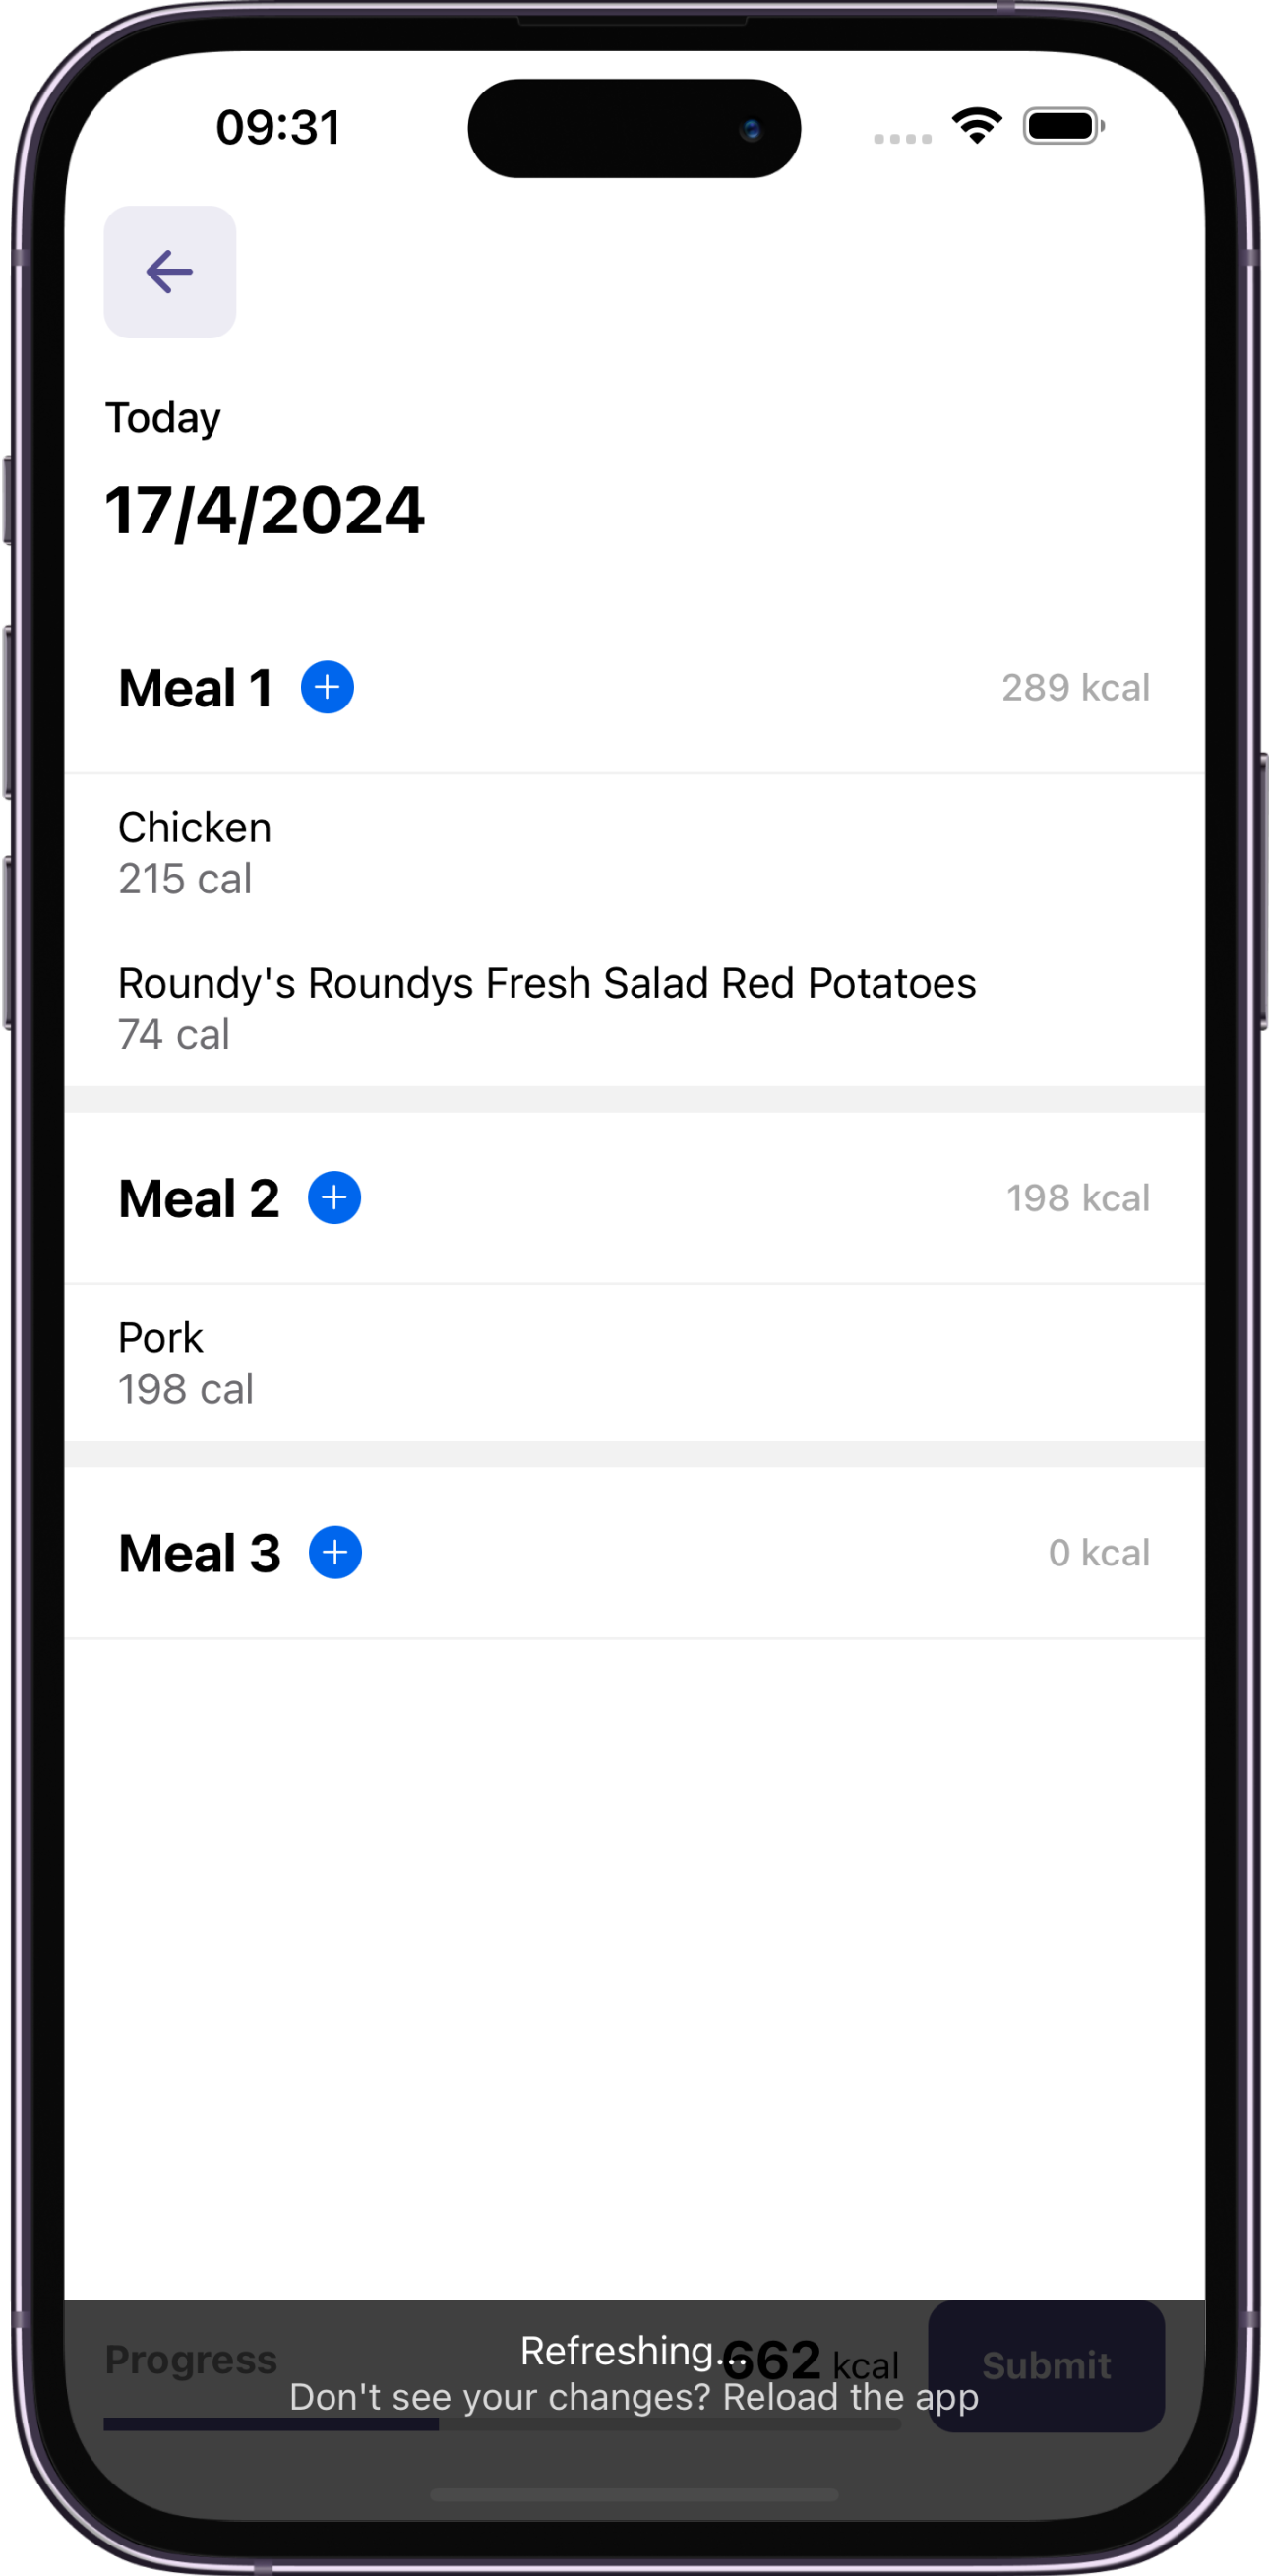 09:31
Today
17/4/2024
Meal 1
289 kcal
Chicken
215 cal
Roundy's Roundys Fresh Salad Red Potatoes
74 cal
Meal 2
198 kcal
Pork
198 cal
Meal 3
0 kcal
Progress
662 kcal
Submit
Refreshing...
Don't see your changes? Reload the app